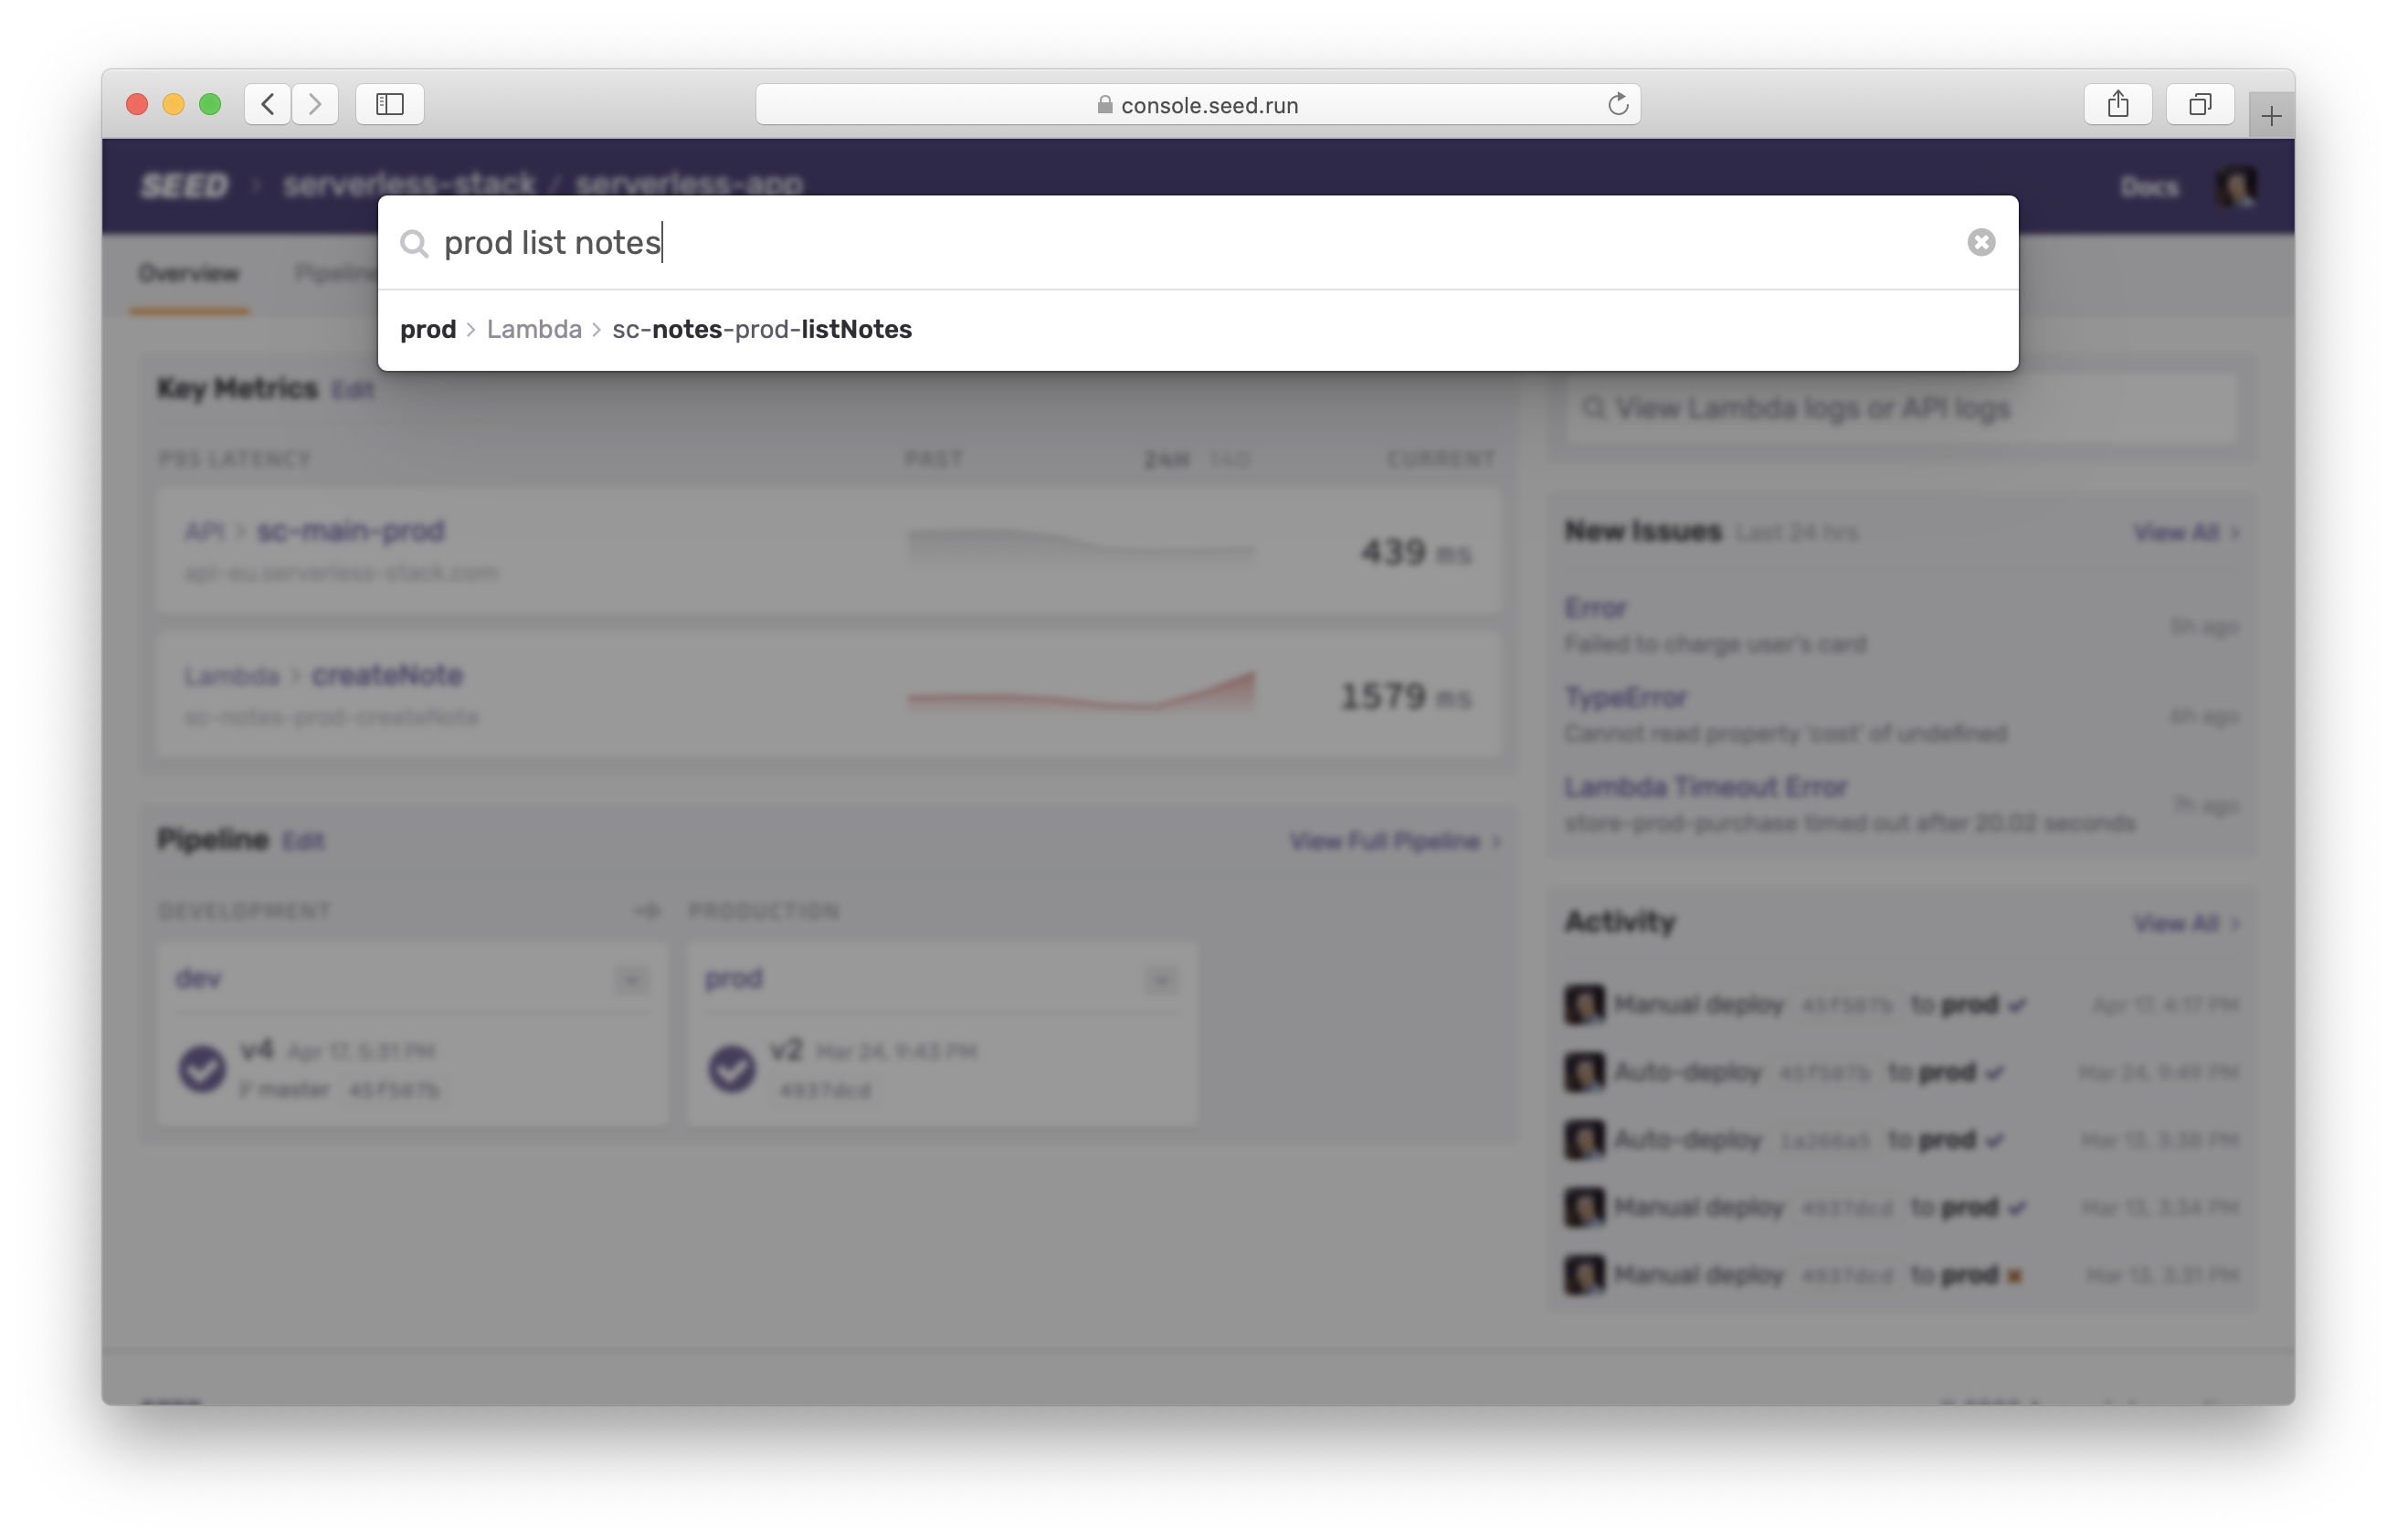 console.seed.run
SEED > serverless-stack / serverless-app
Docs
prod list notes
prod > Lambda > sc-notes-prod-listNotes
Overview
Pipeline
Key Metrics Edit
P95 LATENCY PAST 24H 14D CURRENT
API > sc-main-prod
api-eu.serverless-stack.com
439 ms
Lambda > createNote
sc-notes-prod-createNote
1579 ms
Pipeline Edit View Full Pipeline >
DEVELOPMENT PRODUCTION
dev
v4 Apr 17, 5:31 PM
master 45f507b
prod
v2 Mar 24, 9:43 PM
4937dcd
View Lambda logs or API logs
New Issues Last 24 hrs View All >
Error
Failed to charge user's card
5h ago
TypeError
Cannot read property 'cost' of undefined
6h ago
Lambda Timeout Error
store-prod-purchase timed out after 20.02 seconds
7h ago
Activity View All >
Manual deploy 45f507b to prod Apr 17, 4:17 PM
Auto-deploy 45f507b to prod Mar 24, 9:49 PM
Auto-deploy 1a266a5 to prod Mar 13, 3:38 PM
Manual deploy 4937dcd to prod Mar 13, 3:34 PM
Manual deploy 4937dcd to prod Mar 13, 3:31 PM